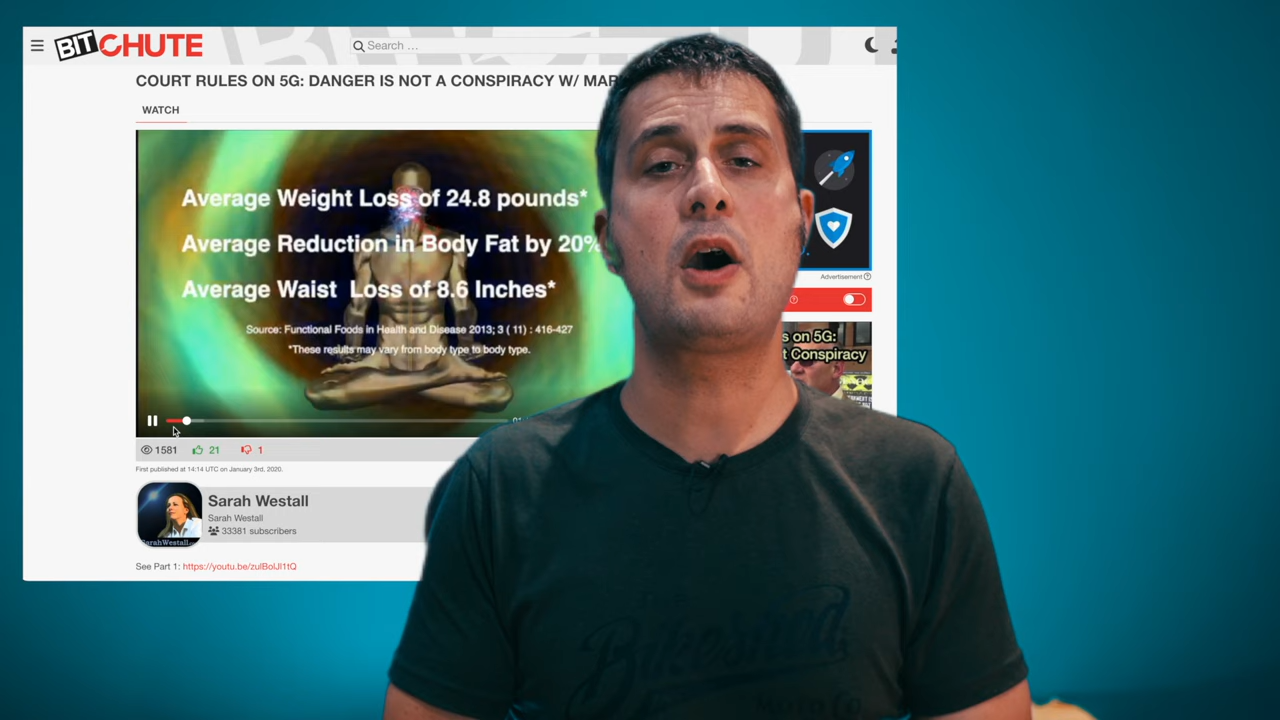 BITCHUTE
Search ...
COURT RULES ON 5G: DANGER IS NOT A CONSPIRACY W/ MAR
WATCH
Average Weight Loss of 24.8 pounds*
Average Reduction in Body Fat by 20%
Average Waist Loss of 8.6 Inches*
Source: Functional Foods in Health and Disease 2013; 3 ( 11) : 416-427
*These results may vary from body type to body type.
Advertisement
s on 5G:
t Conspiracy
01:
1581 21 1
First published at 14:14 UTC on January 3rd, 2020.
Sarah Westall
Sarah Westall
33381 subscribers
SarahWestall
See Part 1: https://youtu.be/zulBolJl1tQ
MOTO Co